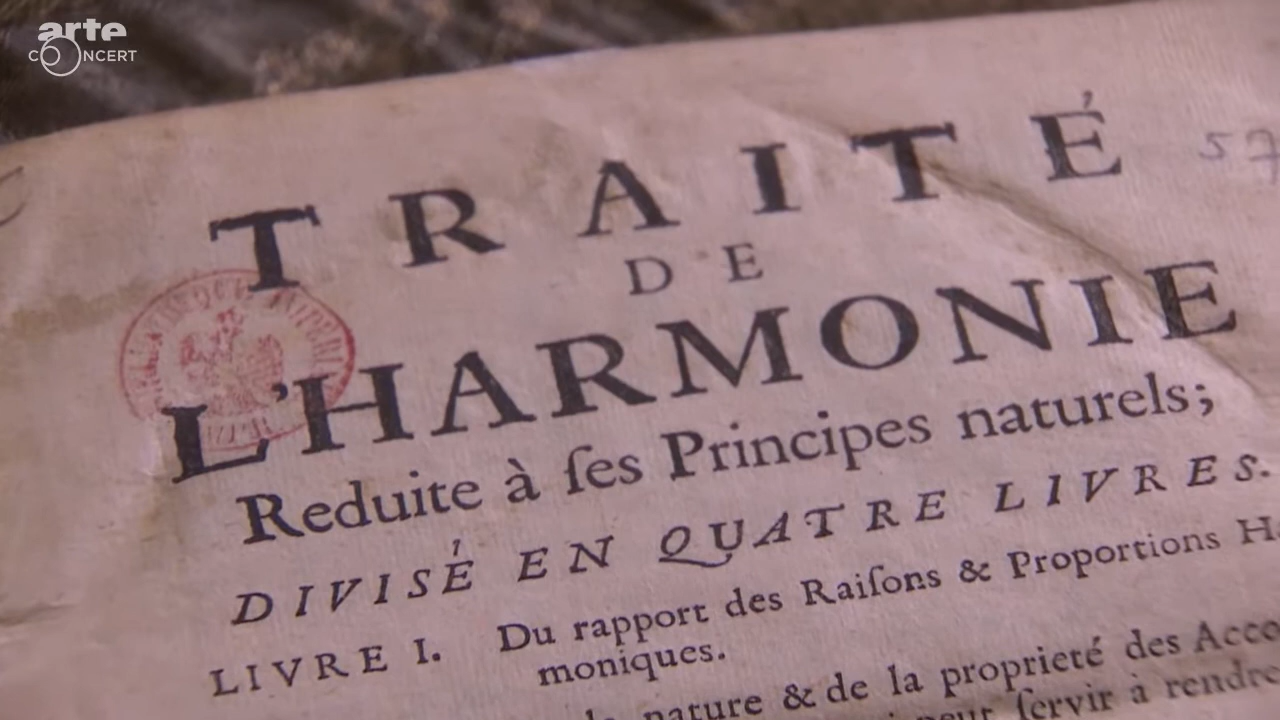 arte
CONCERT
57
TRAITÉ
DE
L'HARMONIE
Reduite à ſes Principes naturels;
DIVISÉ EN QUATRE LIVRES.
LIVRE I. Du rapport des Raiſons & Proportions
moniques.
nature & de la proprieté des
ſervir à rendre